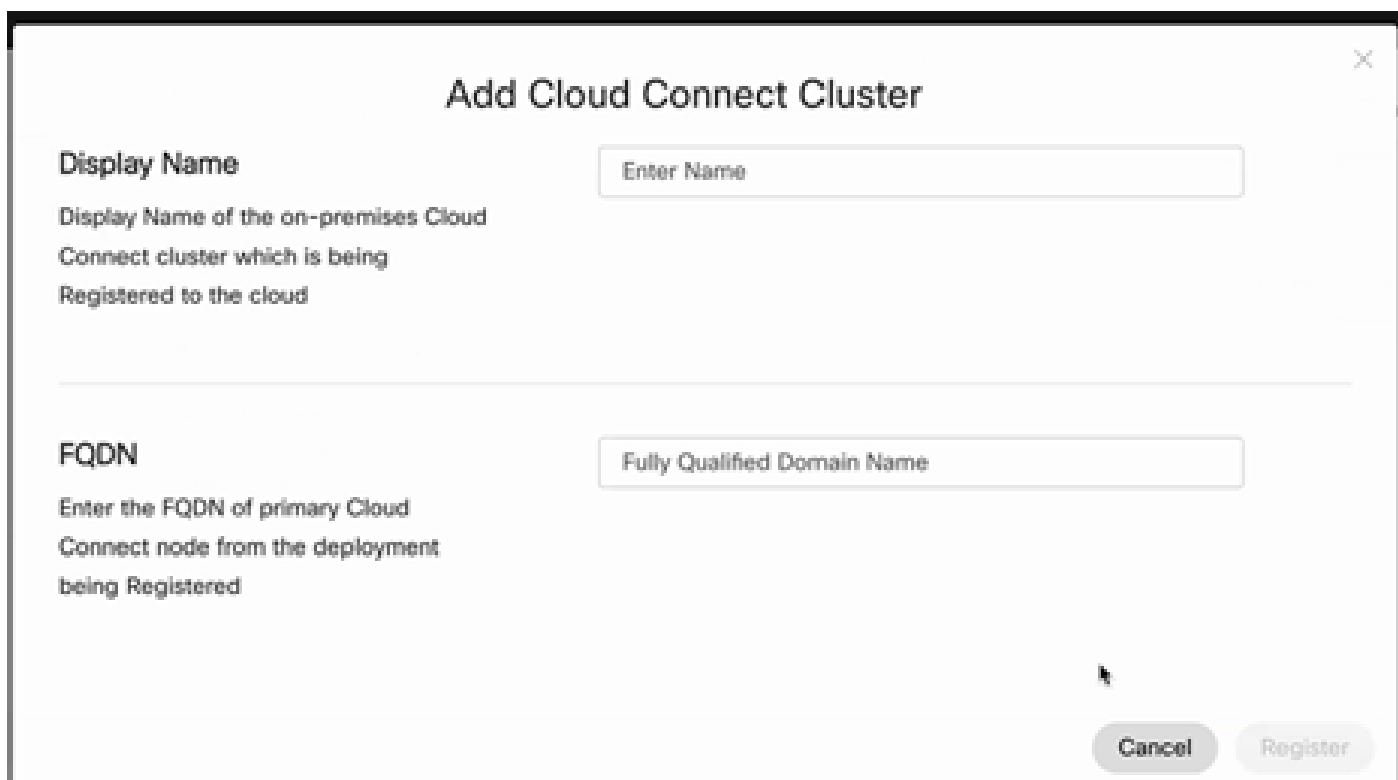 Add Cloud Connect Cluster
Display Name
Enter Name
Display Name of the on-premises Cloud
Connect cluster which is being
Registered to the cloud
FQDN
Fully Qualified Domain Name
Enter the FQDN of primary Cloud
Connect node from the deployment
being Registered
Cancel
Register